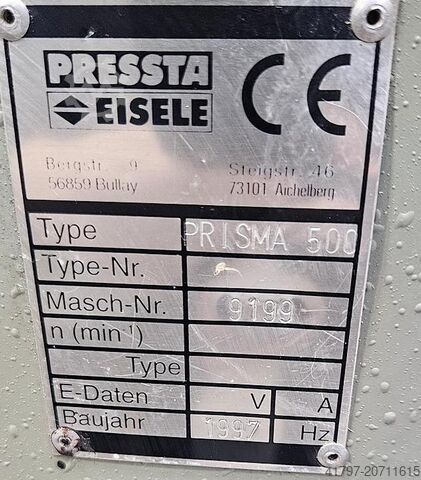 PRESSTA
EISELE
CE
Bergstr. 9 Steigstr. 46
56859 Bullay 73101 Aichelberg
Type PRISMA 500
Type-Nr.
Masch-Nr. 9199
n (min⁻¹)
Type
E-Daten V A
Baujahr 1997 Hz
41797-20711615